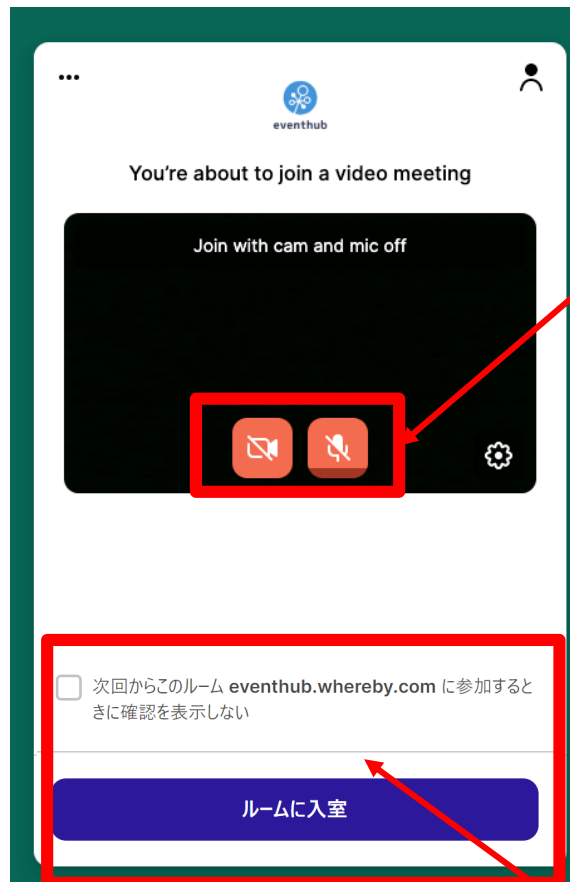 eventhub
You're about to join a video meeting
Join with cam and mic off
次回からこのルーム eventhub.whereby.com に参加すると
きに確認を表示しない
ルームに入室